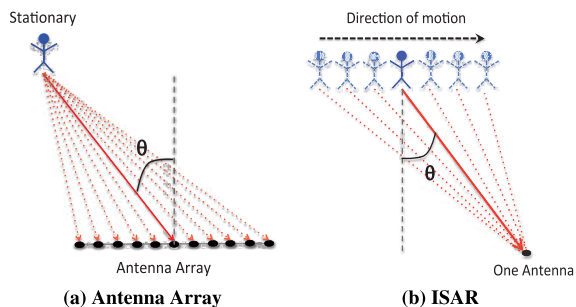 Stationary
θ
Antenna Array
(a) Antenna Array
Direction of motion
θ
One Antenna
(b) ISAR